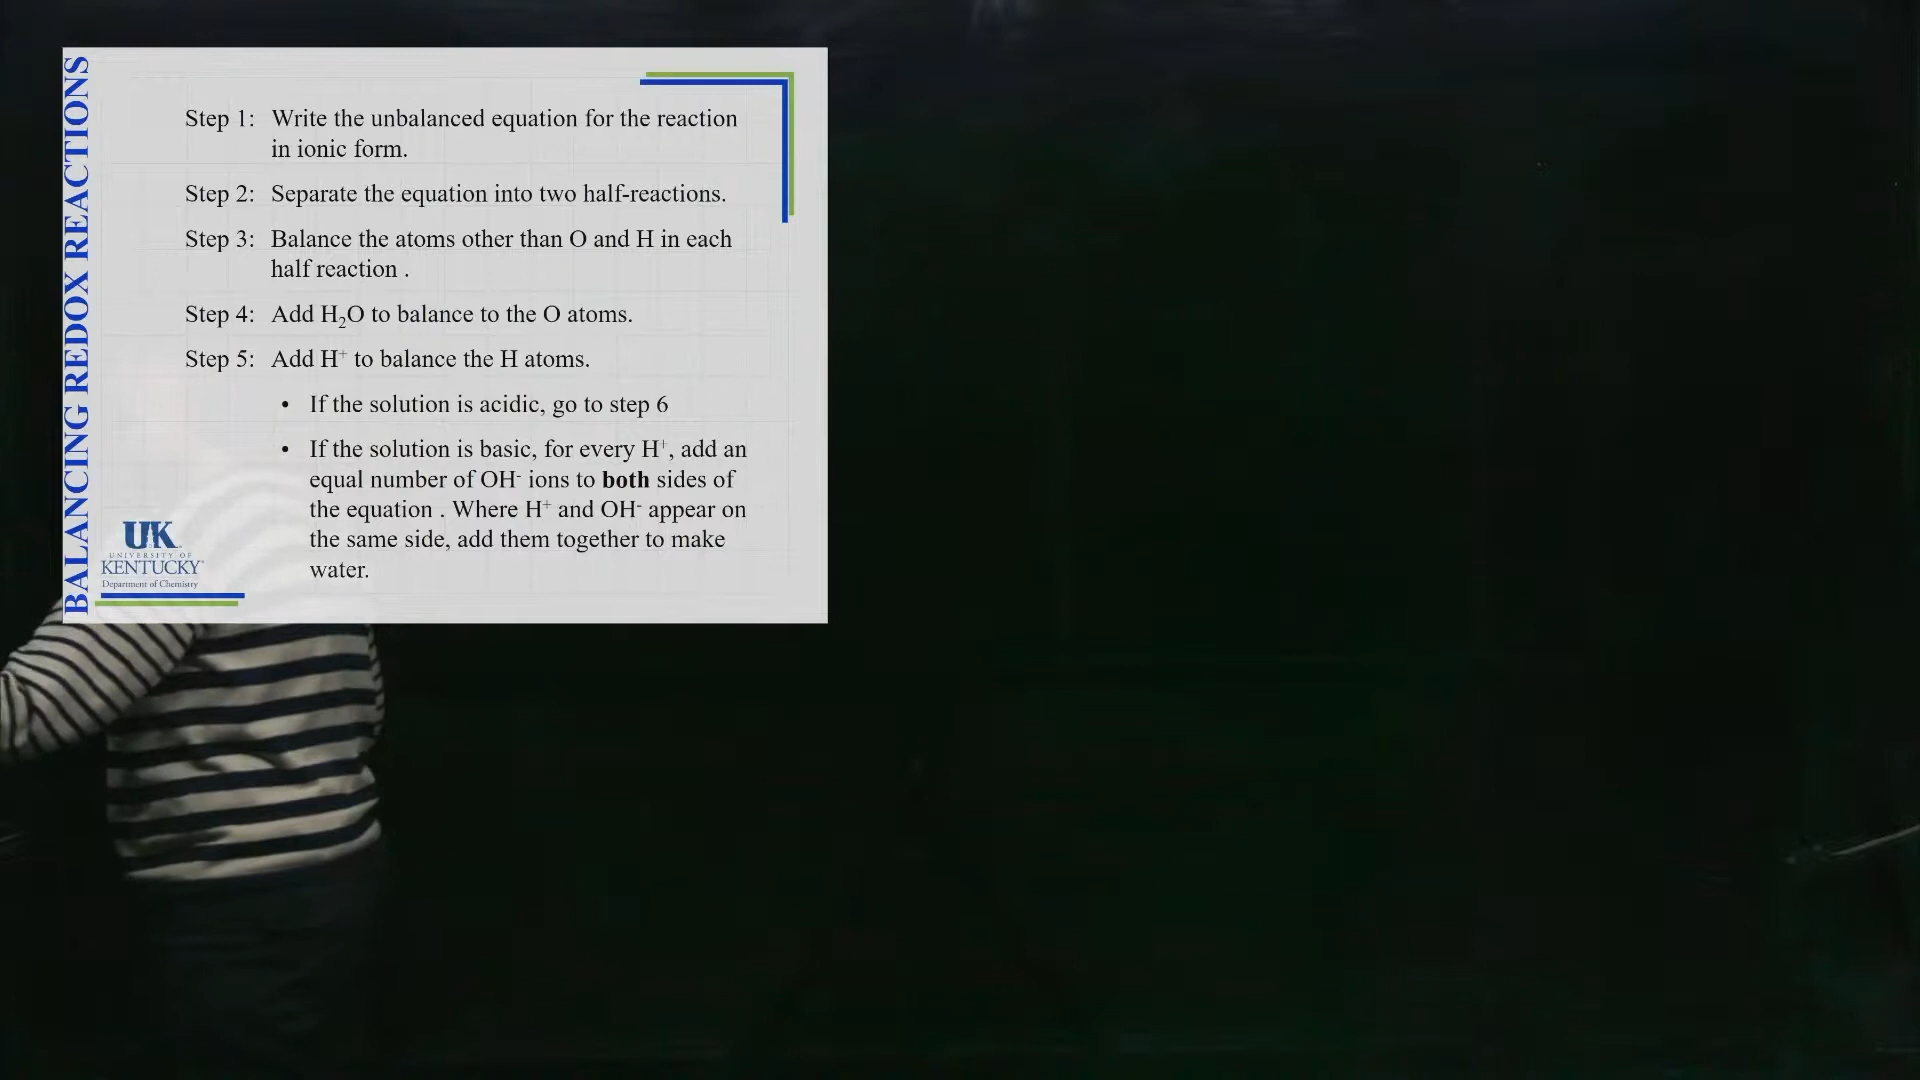 BALANCING REDOX REACTIONS
Step 1: Write the unbalanced equation for the reaction
in ionic form.
Step 2: Separate the equation into two half-reactions.
Step 3: Balance the atoms other than O and H in each
half reaction .
Step 4: Add H₂O to balance to the O atoms.
Step 5: Add H⁺ to balance the H atoms.
• If the solution is acidic, go to step 6
• If the solution is basic, for every H⁺, add an
equal number of OH⁻ ions to both sides of
the equation . Where H⁺ and OH⁻ appear on
the same side, add them together to make
water.
UK
UNIVERSITY OF
KENTUCKY
Department of Chemistry